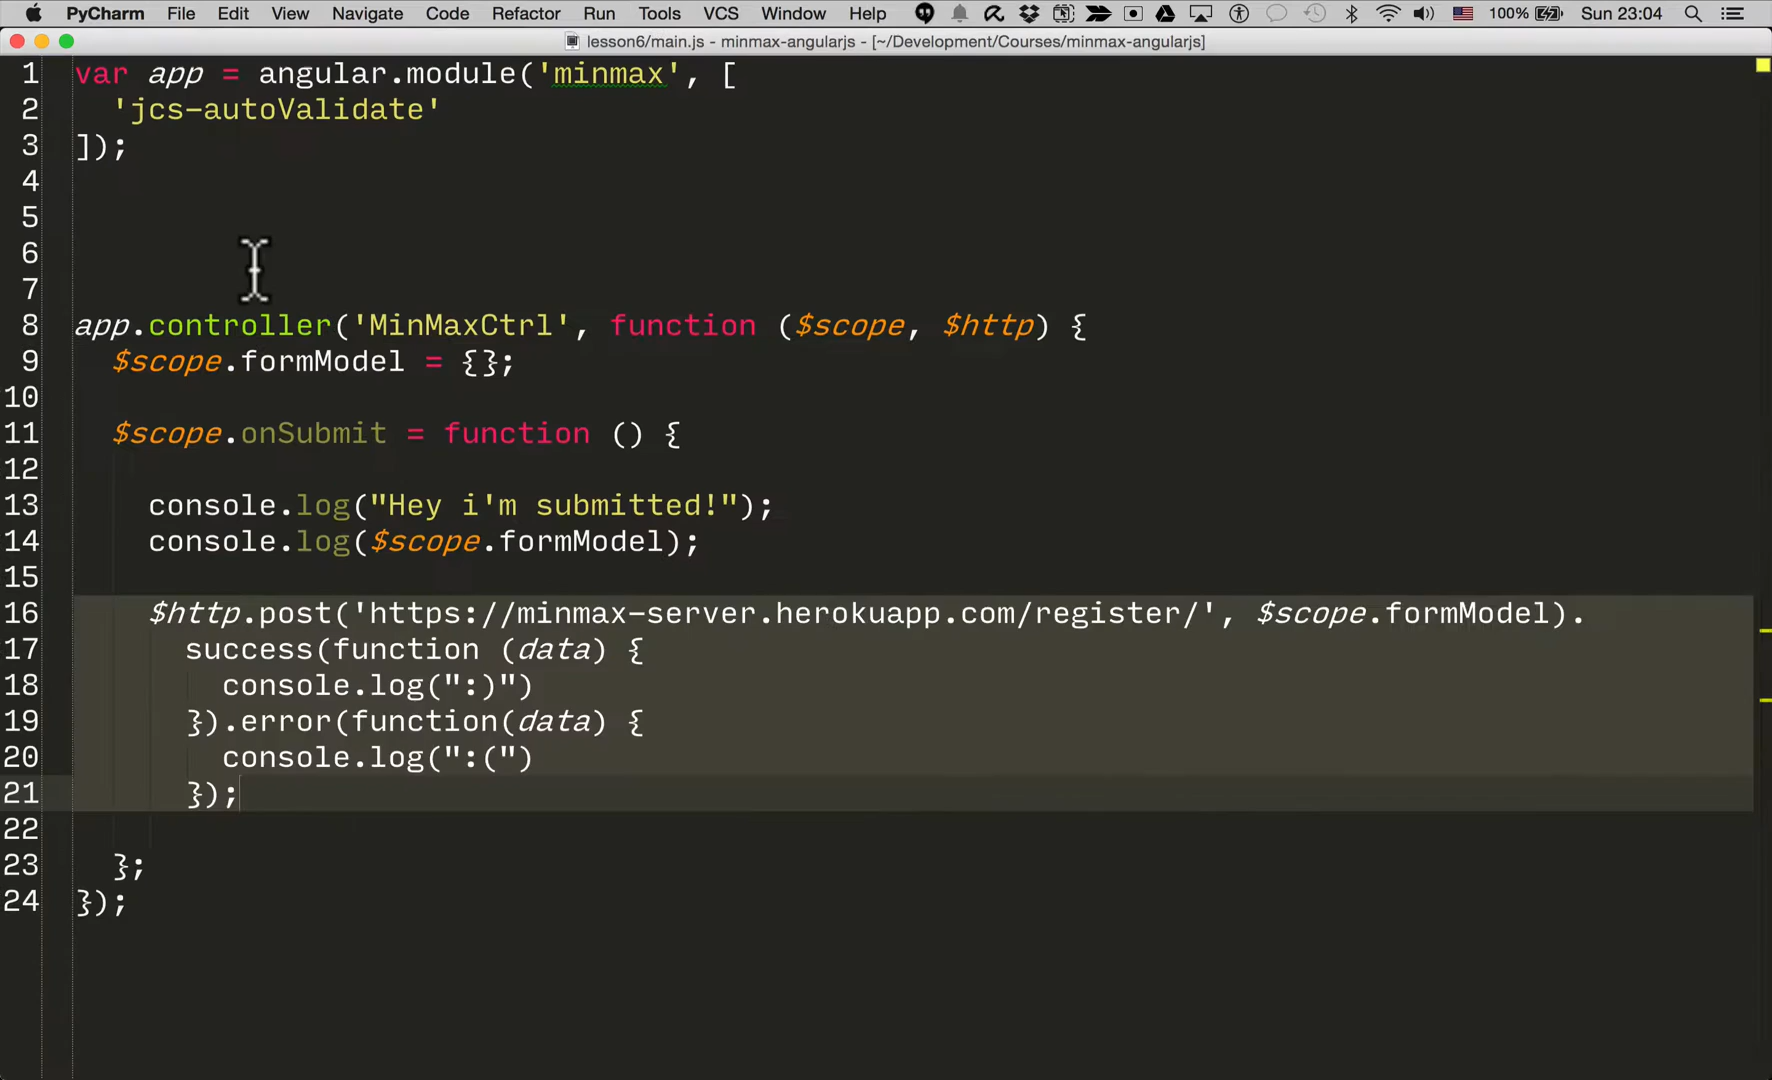 PyCharm File Edit View Navigate Code Refactor Run Tools VCS Window Help 100% Sun 23:04
lesson6/main.js - minmax-angularjs - [~/Development/Courses/minmax-angularjs]
1 var app = angular.module('minmax', [
2 'jcs-autoValidate'
3 ]);
4
5
6
7
8 app.controller('MinMaxCtrl', function ($scope, $http) {
9 $scope.formModel = {};
10
11 $scope.onSubmit = function () {
12
13 console.log("Hey i'm submitted!");
14 console.log($scope.formModel);
15
16 $http.post('https://minmax-server.herokuapp.com/register/', $scope.formModel).
17 success(function (data) {
18 console.log(":)")
19 }).error(function(data) {
20 console.log(":(")
21 });
22
23 };
24 });